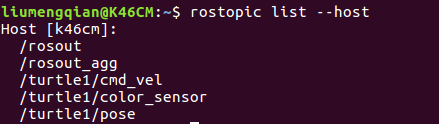 liumengqian@K46CM:~$ rostopic list --host
Host [k46cm]:
  /rosout
  /rosout_agg
  /turtle1/cmd_vel
  /turtle1/color_sensor
  /turtle1/pose